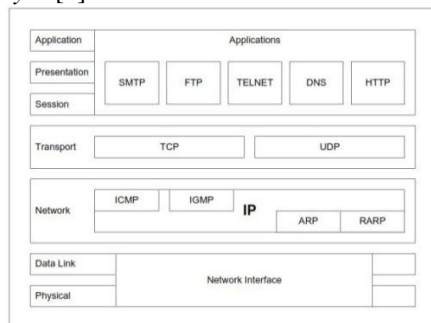 Application Applications
Presentation
SMTP FTP TELNET DNS HTTP
Session
Transport TCP UDP
ICMP IGMP
Network IP
ARP RARP
Data Link
Network Interface
Physical